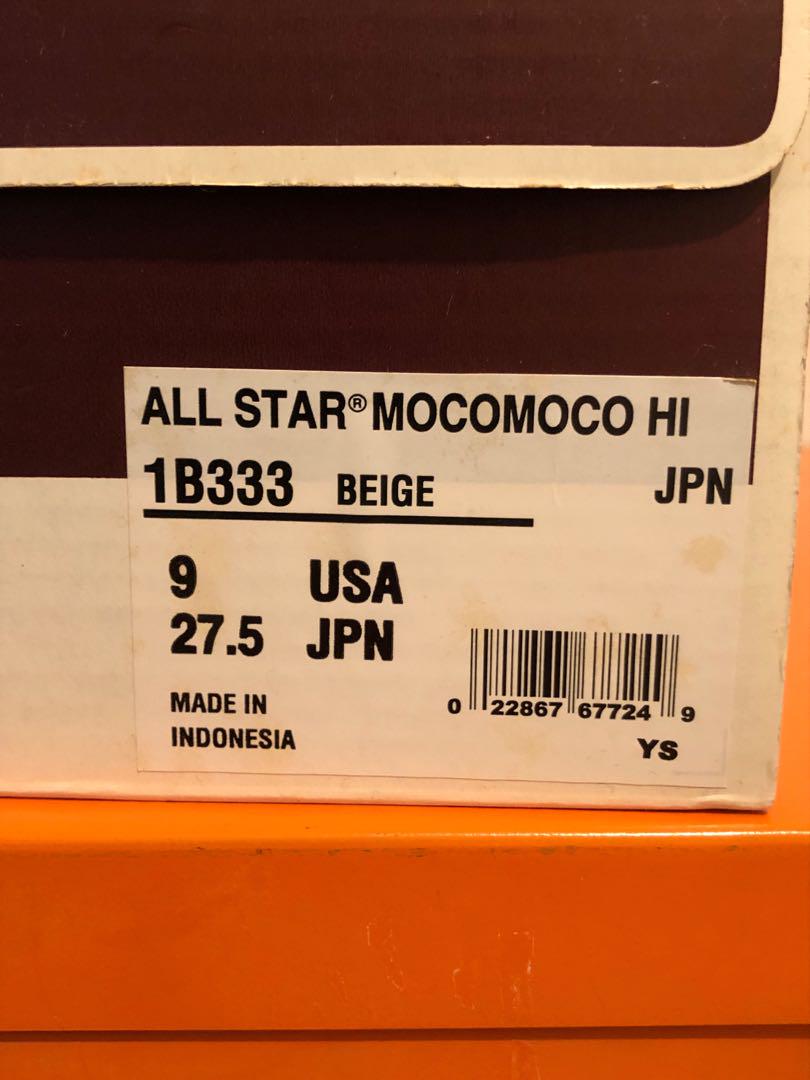 ALL STAR® MOCOMOCO HI
1B333 BEIGE JPN
9 USA
27.5 JPN
MADE IN
INDONESIA
0 22867 67724 9
YS